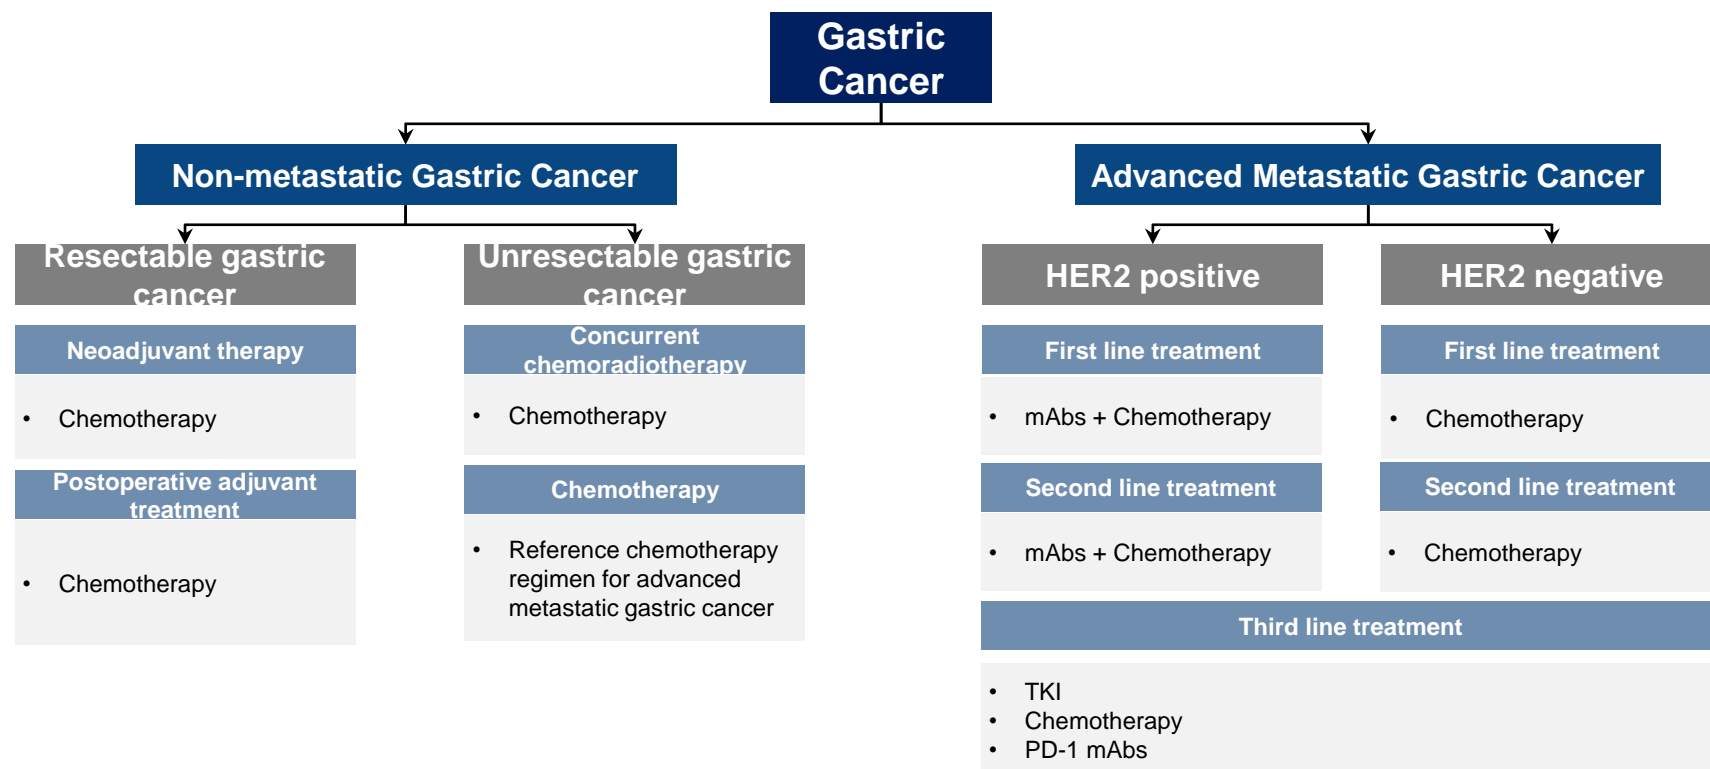 Gastric
Cancer
Non-metastatic Gastric Cancer
Advanced Metastatic Gastric Cancer
Resectable gastric
cancer
Unresectable gastric
cancer
HER2 positive
HER2 negative
Neoadjuvant therapy
• Chemotherapy
Postoperative adjuvant
treatment
• Chemotherapy
Concurrent
chemoradiotherapy
• Chemotherapy
Chemotherapy
• Reference chemotherapy
regimen for advanced
metastatic gastric cancer
First line treatment
• mAbs + Chemotherapy
Second line treatment
• mAbs + Chemotherapy
First line treatment
• Chemotherapy
Second line treatment
• Chemotherapy
Third line treatment
• TKI
• Chemotherapy
• PD-1 mAbs